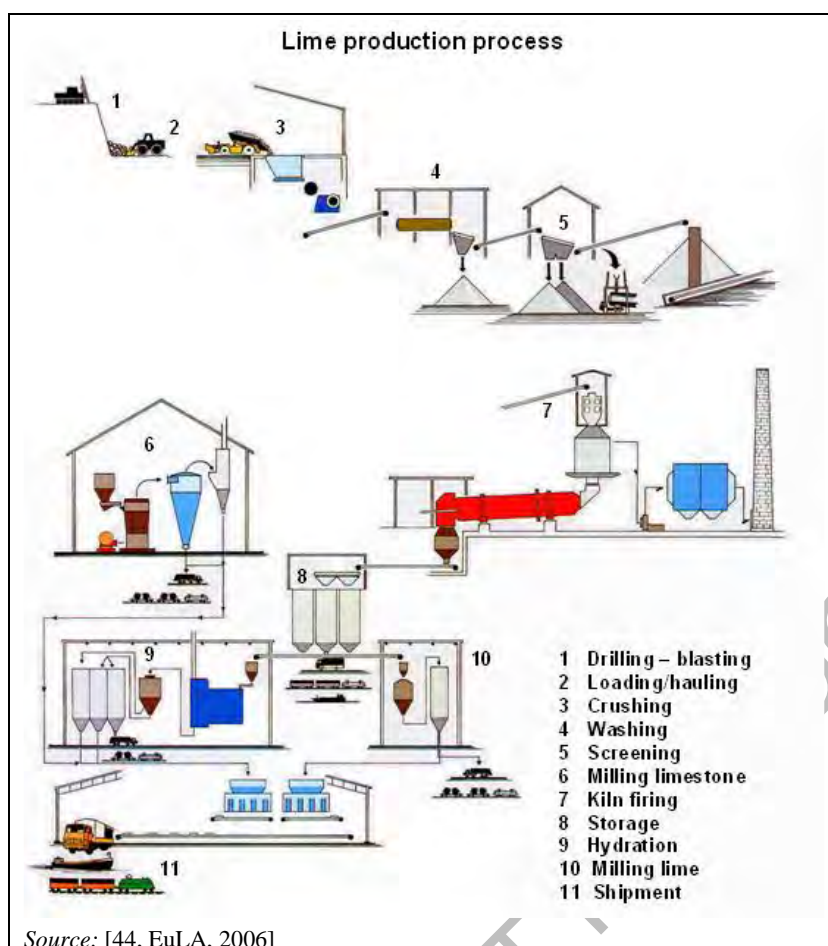 Lime production process
1
2
3
4
5
6
7
8
9
10
11
1 Drilling – blasting
2 Loading/hauling
3 Crushing
4 Washing
5 Screening
6 Milling limestone
7 Kiln firing
8 Storage
9 Hydration
10 Milling lime
11 Shipment
Source: [44, EuLA, 2006]